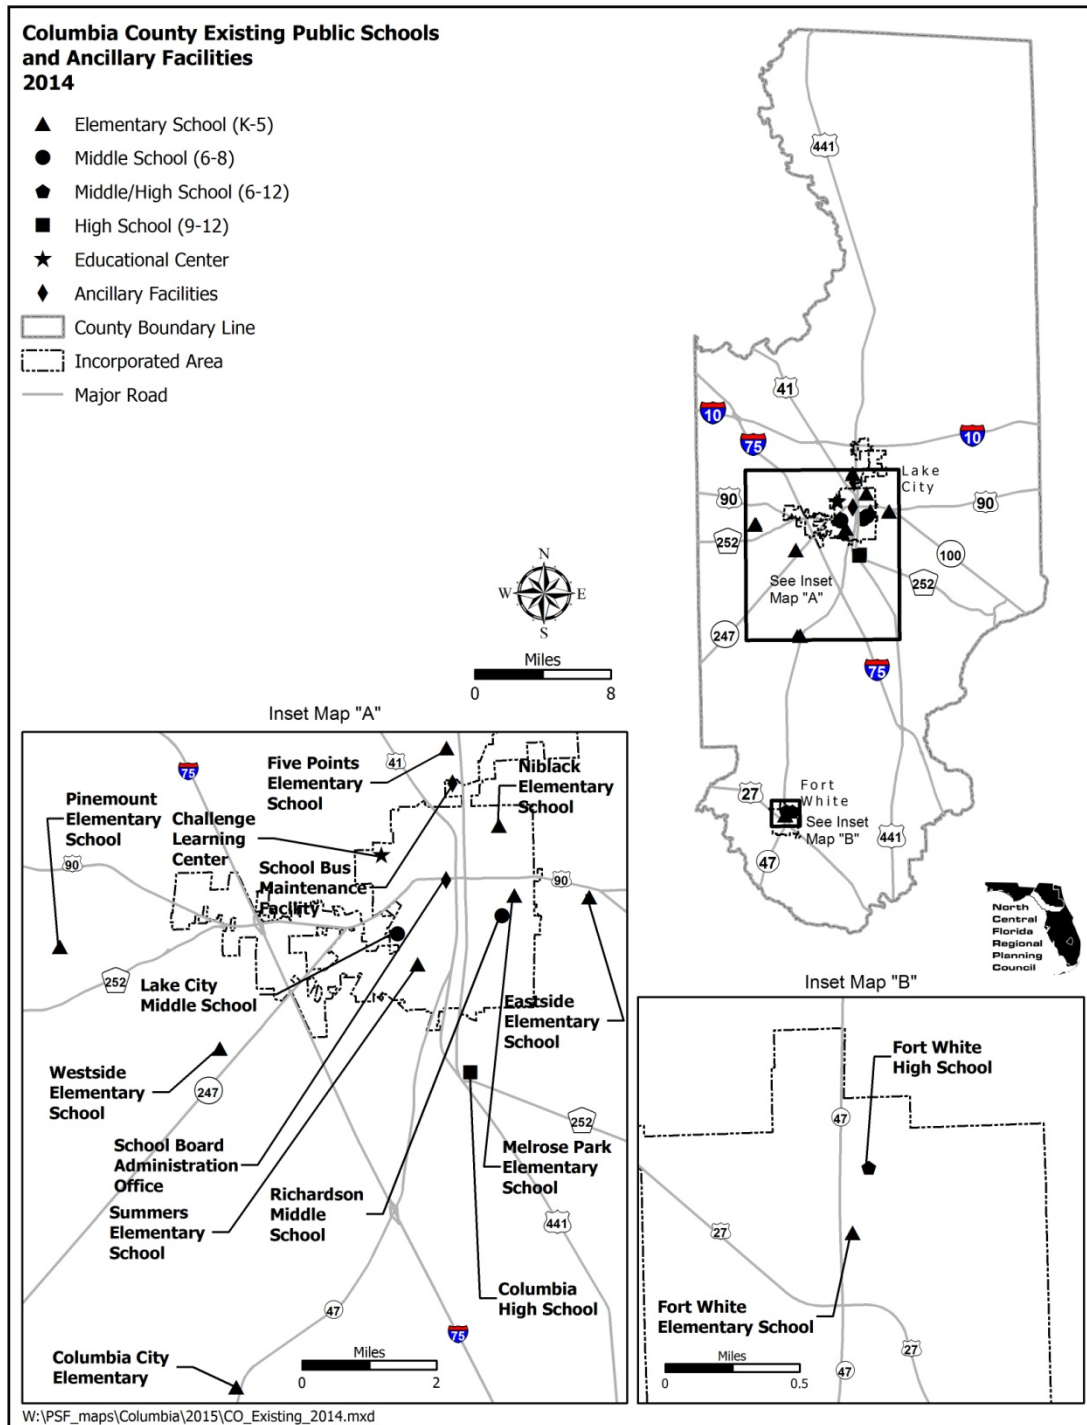 Columbia County Existing Public Schools
and Ancillary Facilities
2014
Elementary School (K-5)
Middle School (6-8)
Middle/High School (6-12)
High School (9-12)
Educational Center
Ancillary Facilities
County Boundary Line
Incorporated Area
Major Road
441
41
10
75
10
Lake
City
90
90
252
100
252
See Inset
Map "A"
247
75
N
W
E
S
Miles
0
8
Fort
White
27
See Inset
Map "B"
441
47
North
Central
Florida
Regional
Planning
Council
Inset Map "A"
75
41
Five Points
Elementary
School
Niblack
Elementary
School
Pinemount
Elementary
School
Challenge
Learning
Center
90
School Bus
Maintenance
Facility
90
252
Lake City
Middle School
Eastside
Elementary
School
Westside
Elementary
School
247
252
School Board
Administration
Office
Melrose Park
Elementary
School
Richardson
Middle
School
Summers
Elementary
School
441
Columbia
High School
47
75
Columbia City
Elementary
Miles
0
2
Inset Map "B"
Fort White
High School
47
27
Fort White
Elementary School
27
Miles
47
0
0.5
W:\PSF_maps\Columbia\2015\CO_Existing_2014.mxd